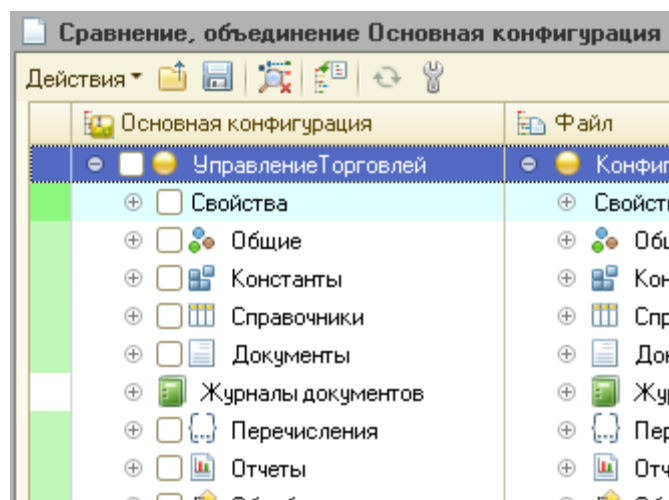 Сравнение, объединение Основная конфигурация
Действия
Основная конфигурация Файл
УправлениеТорговлей
Свойства
Общие
Константы
Справочники
Документы
Журналы документов
Перечисления
Отчеты